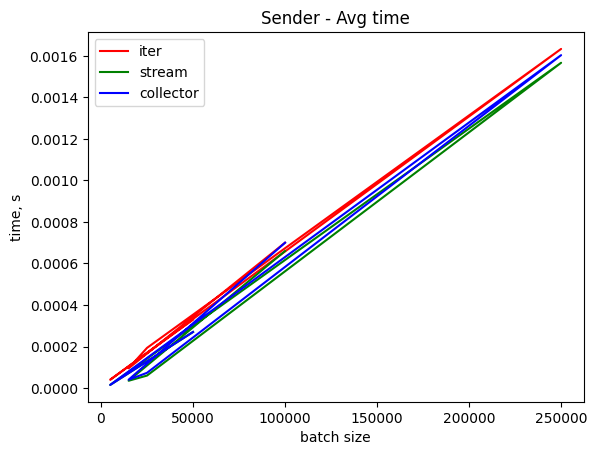 Sender - Avg time
iter
stream
collector
0.0016
0.0014
0.0012
0.0010
0.0008
0.0006
0.0004
0.0002
0.0000
time, s
0
50000
100000
150000
200000
250000
batch size